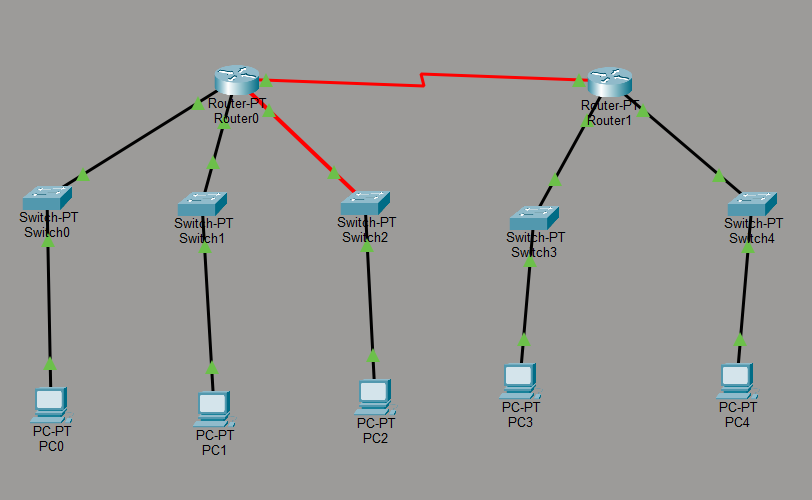 Router-PT
Router0
Router-PT
Router1
Switch-PT
Switch0
Switch-PT
Switch1
Switch-PT
Switch2
Switch-PT
Switch3
Switch-PT
Switch4
PC-PT
PC0
PC-PT
PC1
PC-PT
PC2
PC-PT
PC3
PC-PT
PC4